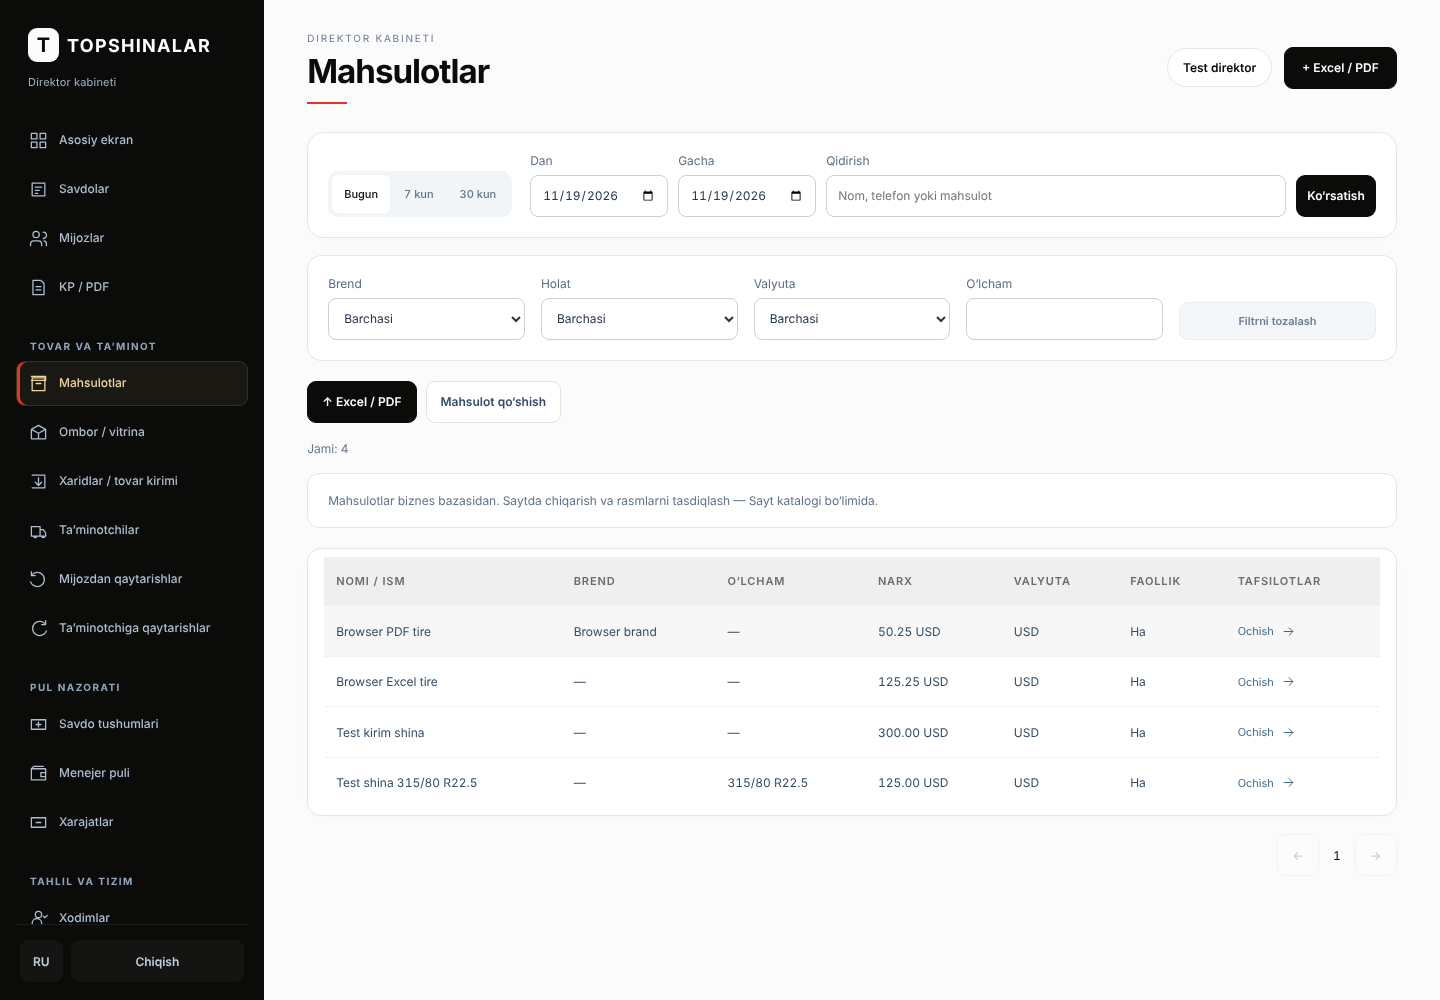 T TOPSHINALAR
Direktor kabineti
Asosiy ekran
Savdolar
Mijozlar
KP / PDF
TOVAR VA TA’MINOT
Mahsulotlar
Ombor / vitrina
Xaridlar / tovar kirimi
Ta’minotchilar
Mijozdan qaytarishlar
Ta’minotchiga qaytarishlar
PUL NAZORATI
Savdo tushumlari
Menejer puli
Xarajatlar
TAHLIL VA TIZIM
Xodimlar
RU Chiqish
DIREKTOR KABINETI
Mahsulotlar
Test direktor + Excel / PDF
Dan Gacha Qidirish
Bugun 7 kun 30 kun 11/19/2026 11/19/2026 Nom, telefon yoki mahsulot Ko‘rsatish
Brend Holat Valyuta O‘lcham
Barchasi Barchasi Barchasi Filtrni tozalash
↑ Excel / PDF Mahsulot qo‘shish
Jami: 4
Mahsulotlar biznes bazasidan. Saytda chiqarish va rasmlarni tasdiqlash — Sayt katalogi bo‘limida.
NOMI / ISM BREND O‘LCHAM NARX VALYUTA FAOLLIK TAFSILOTLAR
Browser PDF tire Browser brand — 50.25 USD USD Ha Ochish →
Browser Excel tire — — 125.25 USD USD Ha Ochish →
Test kirim shina — — 300.00 USD USD Ha Ochish →
Test shina 315/80 R22.5 — 315/80 R22.5 125.00 USD USD Ha Ochish →
← 1 →